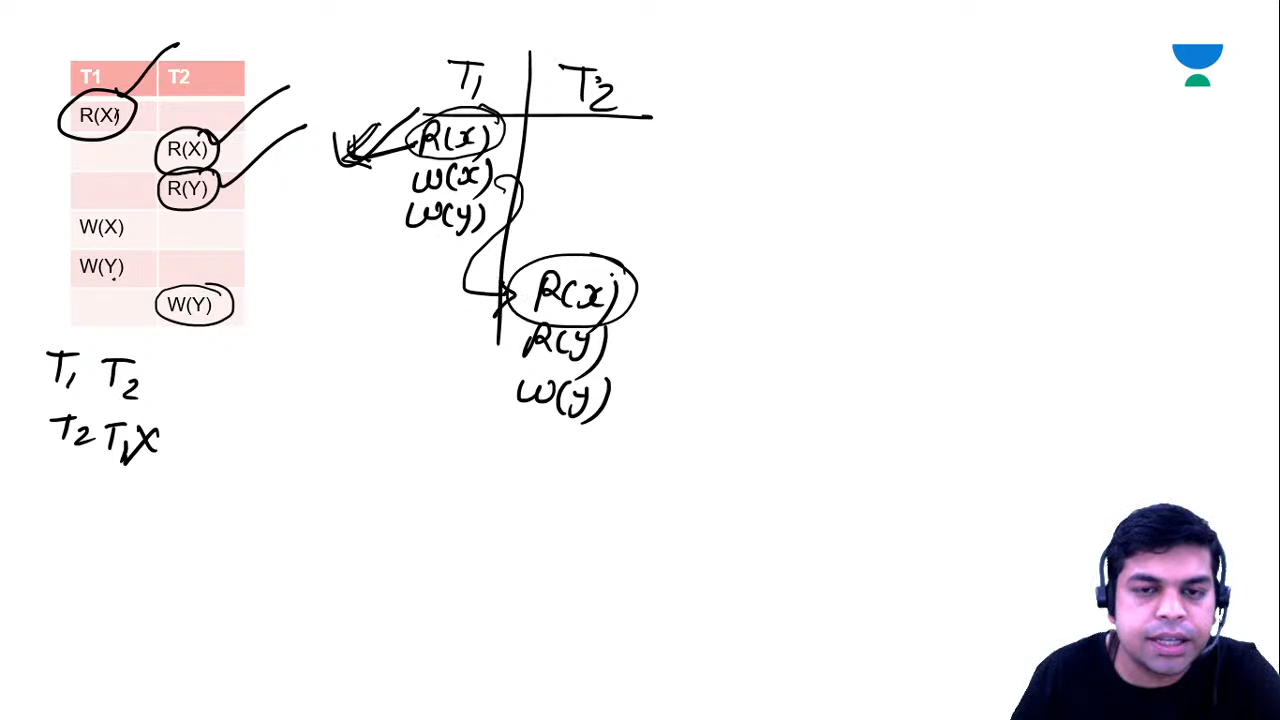 T1 T2
R(X)
R(X)
R(Y)
W(X)
W(Y)
W(Y)
T1 T2
T2 T1 X
T1 T2
R(x)
W(x)
W(y)
R(x)
R(y)
W(y)